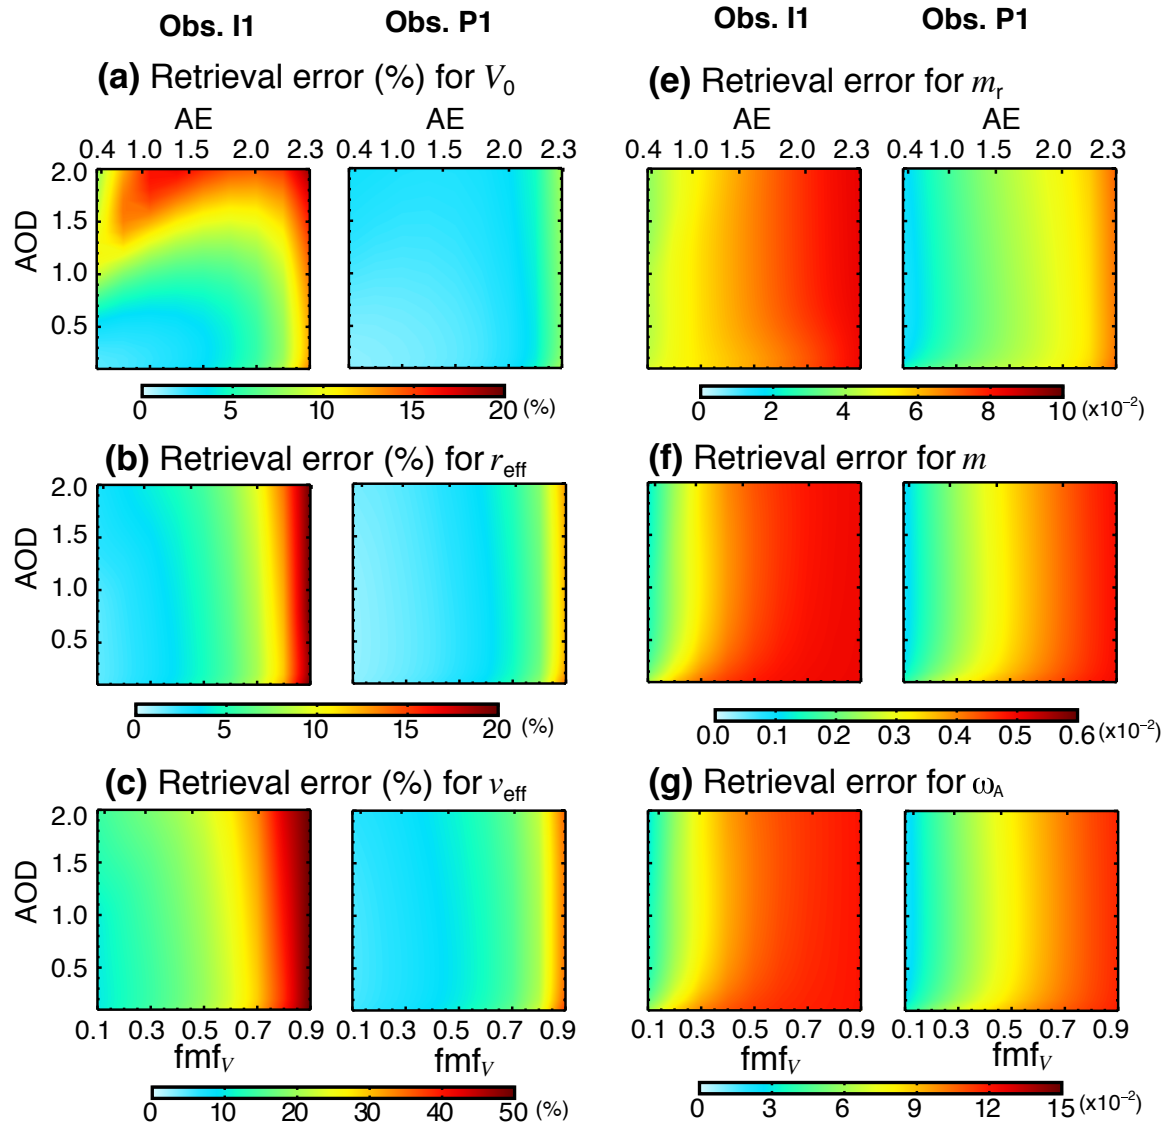 Obs. I1 Obs. P1 Obs. I1 Obs. P1
(a) Retrieval error (%) for V0
AE AE
0.4 1.0 1.5 2.0 2.3 0.4 1.0 1.5 2.0 2.3
AOD
2.0
1.5
1.0
0.5
0 5 10 15 20 (%)
(b) Retrieval error (%) for reff
AOD
2.0
1.5
1.0
0.5
0 5 10 15 20 (%)
(c) Retrieval error (%) for veff
AOD
2.0
1.5
1.0
0.5
0.1 0.3 0.5 0.7 0.9 0.1 0.3 0.5 0.7 0.9
fmfV fmfV
0 10 20 30 40 50 (%)
(e) Retrieval error for mr
AE AE
0.4 1.0 1.5 2.0 2.3 0.4 1.0 1.5 2.0 2.3
0 2 4 6 8 10 (x10−2)
(f) Retrieval error for m
0.0 0.1 0.2 0.3 0.4 0.5 0.6 (x10−2)
(g) Retrieval error for ωA
0.1 0.3 0.5 0.7 0.9 0.1 0.3 0.5 0.7 0.9
fmfV fmfV
0 3 6 9 12 15 (x10−2)